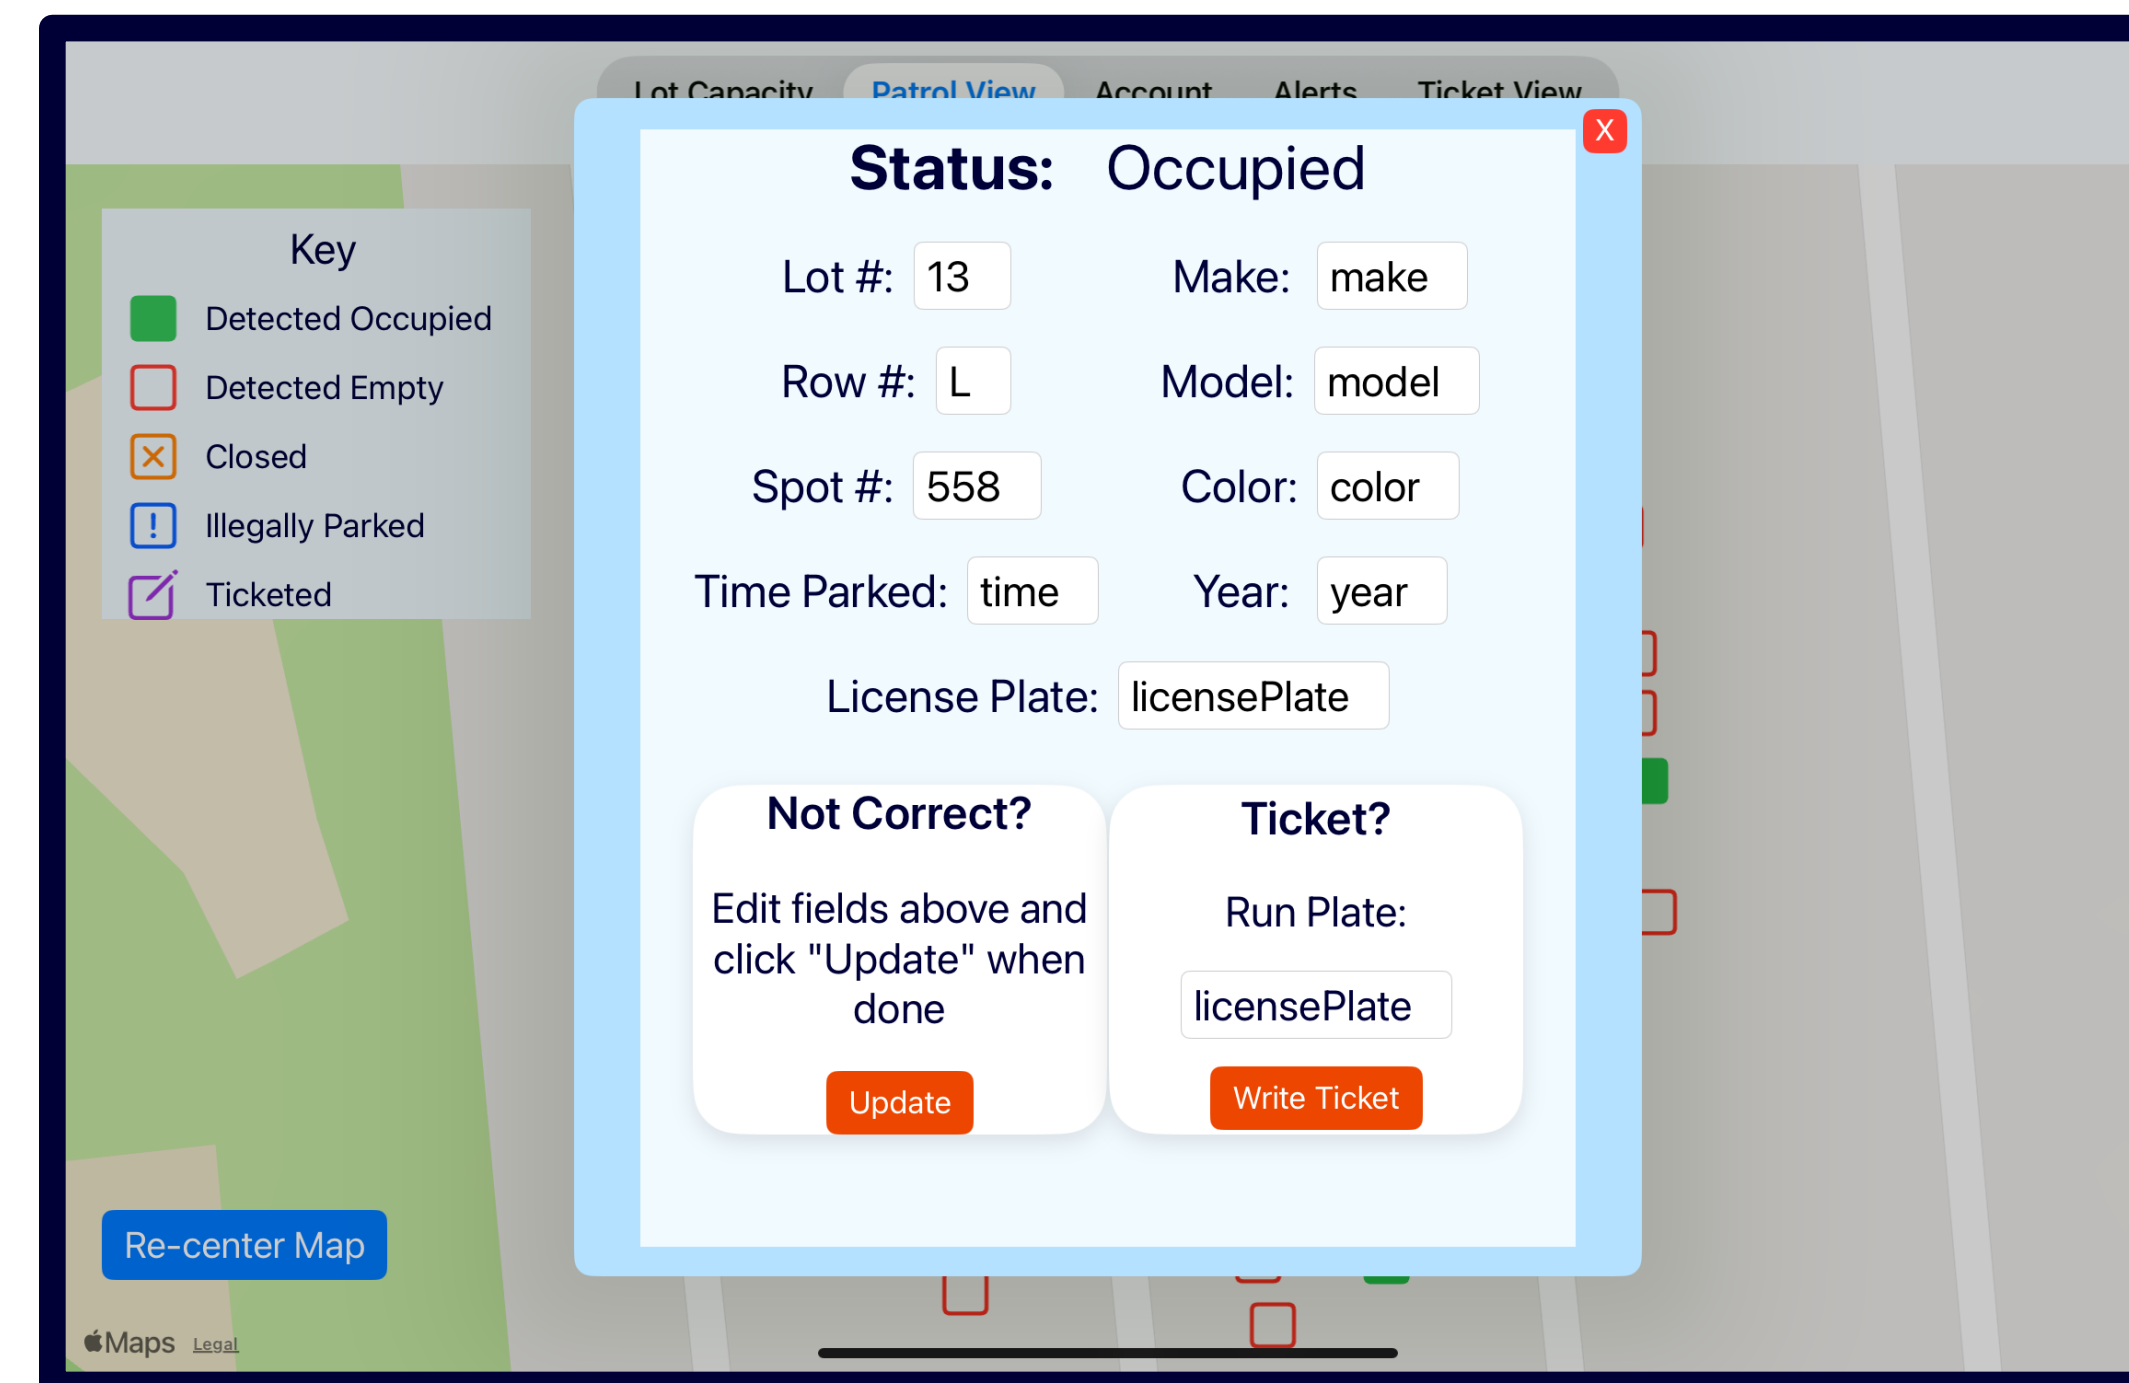 Lot Capacity Patrol View Account Alerts Ticket View
X
Status: Occupied
Key
Detected Occupied
Detected Empty
Closed
! Illegally Parked
Ticketed
Lot #: 13 Make: make
Row #: L Model: model
Spot #: 558 Color: color
Time Parked: time Year: year
License Plate: licensePlate
Not Correct?
Edit fields above and
click "Update" when
done
Update
Ticket?
Run Plate:
licensePlate
Write Ticket
Re-center Map
Maps Legal